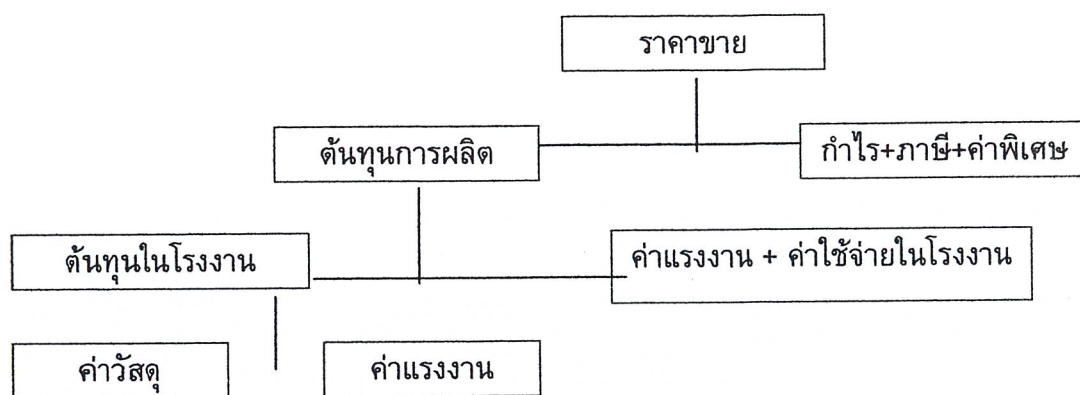 ราคาขาย
ต้นทุนการผลิต
กำไร+ภาษี+ค่าพิเศษ
ต้นทุนในโรงงาน
ค่าแรงงาน + ค่าใช้จ่ายในโรงงาน
ค่าวัสดุ
ค่าแรงงาน